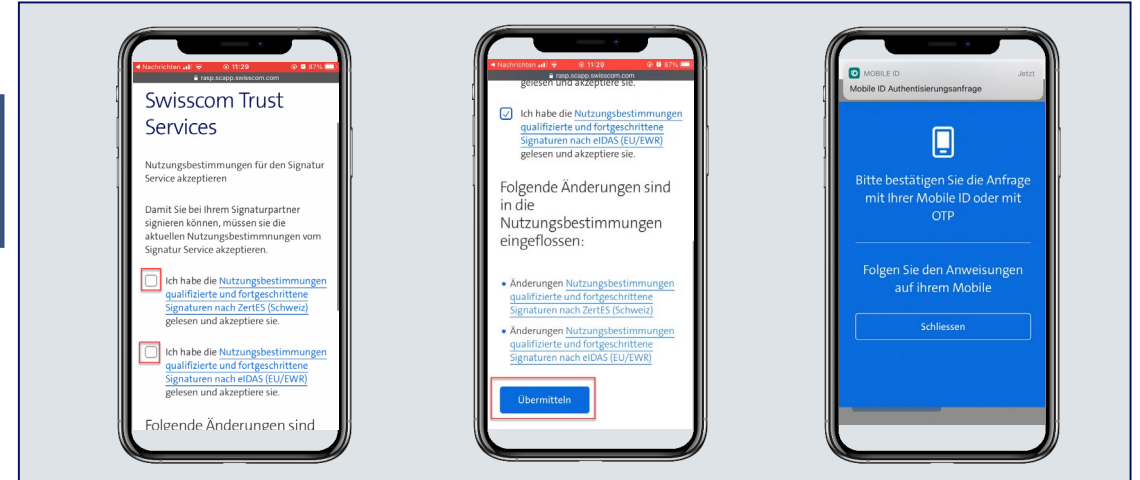 Nachrichten 11:29 87%
rasp.scapp.swisscom.com
Swisscom Trust
Services
Nutzungsbestimmungen für den Signatur
Service akzeptieren
Damit Sie bei Ihrem Signaturpartner
signieren können, müssen sie die
aktuellen Nutzungsbestimmnungen vom
Signatur Service akzeptieren.
Ich habe die Nutzungsbestimmungen
qualifizierte und fortgeschrittene
Signaturen nach ZertES (Schweiz)
gelesen und akzeptiere sie.
Ich habe die Nutzungsbestimmungen
qualifizierte und fortgeschrittene
Signaturen nach eIDAS (EU/EWR)
gelesen und akzeptiere sie.
Folgende Änderungen sind
Nachrichten 11:29 87%
rasp.scapp.swisscom.com
gelesen und akzeptiere sie.
Ich habe die Nutzungsbestimmungen
qualifizierte und fortgeschrittene
Signaturen nach eIDAS (EU/EWR)
gelesen und akzeptiere sie.
Folgende Änderungen sind
in die
Nutzungsbestimmungen
eingeflossen:
• Änderungen Nutzungsbestimmungen
qualifizierte und fortgeschrittene
Signaturen nach ZertES (Schweiz)
• Änderungen Nutzungsbestimmungen
qualifizierte und fortgeschrittene
Signaturen nach eIDAS (EU/EWR)
Übermitteln
MOBILE ID Jetzt
Mobile ID Authentisierungsanfrage
Bitte bestätigen Sie die Anfrage
mit Ihrer Mobile ID oder mit
OTP
Folgen Sie den Anweisungen
auf ihrem Mobile
Schliessen